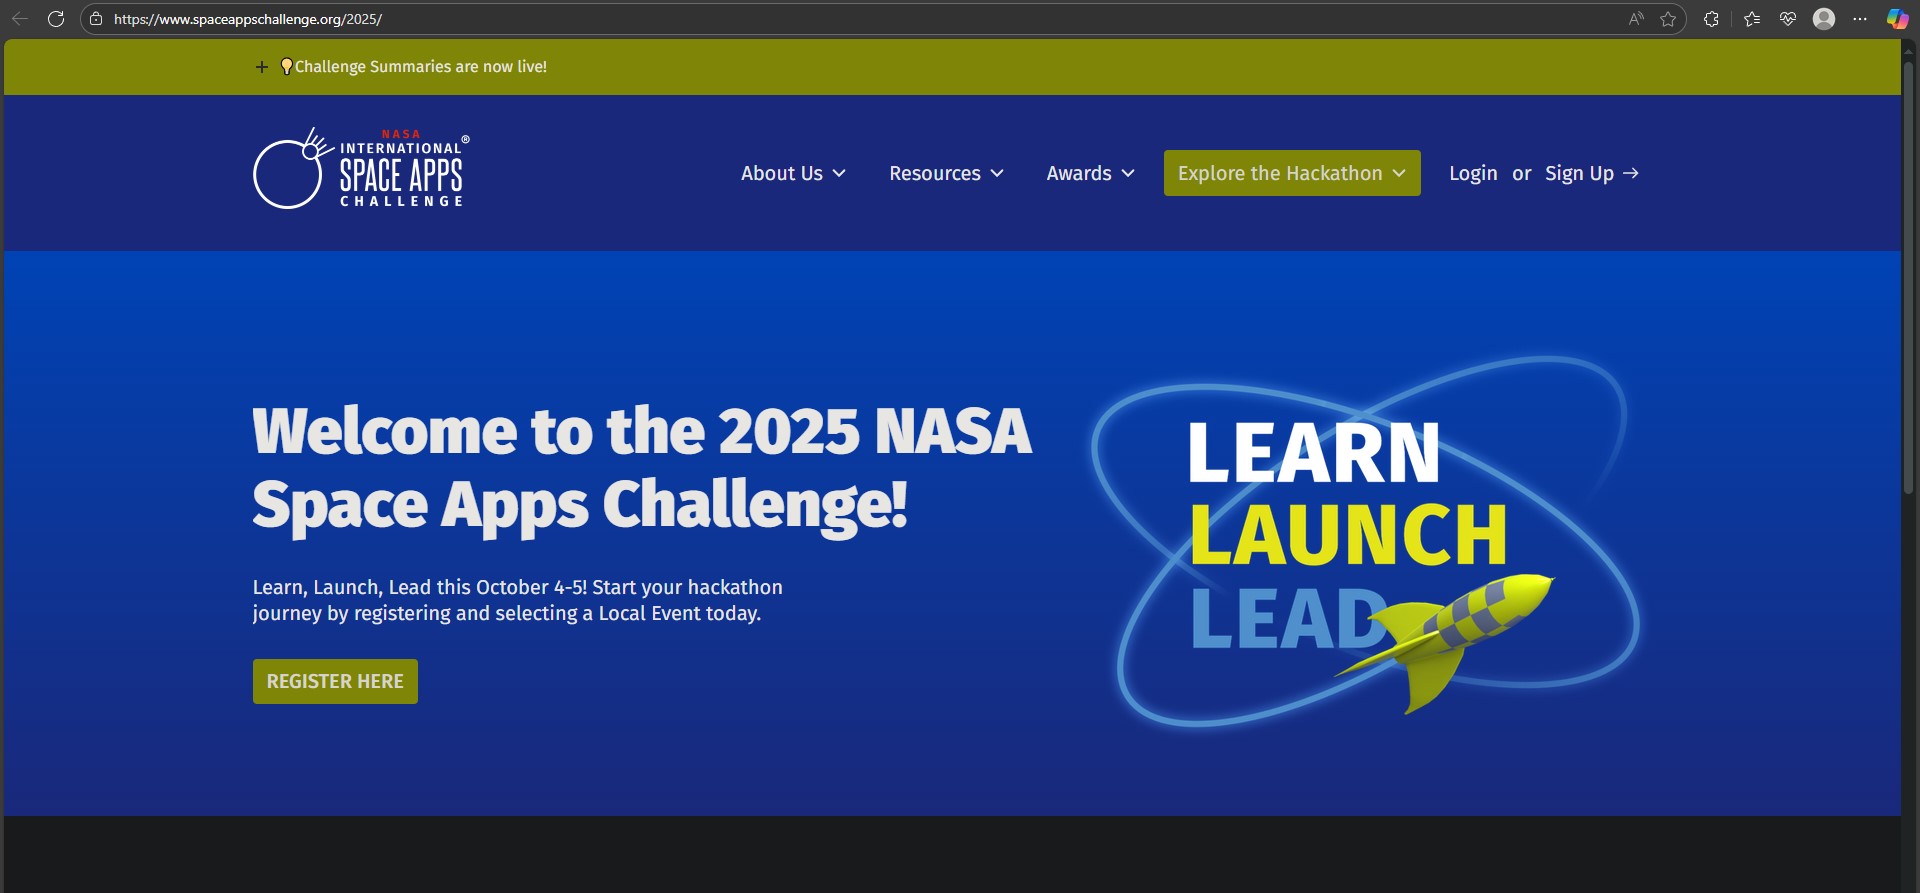 https://www.spaceappschallenge.org/2025/
+ 💡Challenge Summaries are now live!
NASA
INTERNATIONAL®
SPACE APPS
CHALLENGE
About Us
Resources
Awards
Explore the Hackathon
Login or Sign Up →
Welcome to the 2025 NASA
Space Apps Challenge!
Learn, Launch, Lead this October 4-5! Start your hackathon
journey by registering and selecting a Local Event today.
REGISTER HERE
LEARN
LAUNCH
LEAD